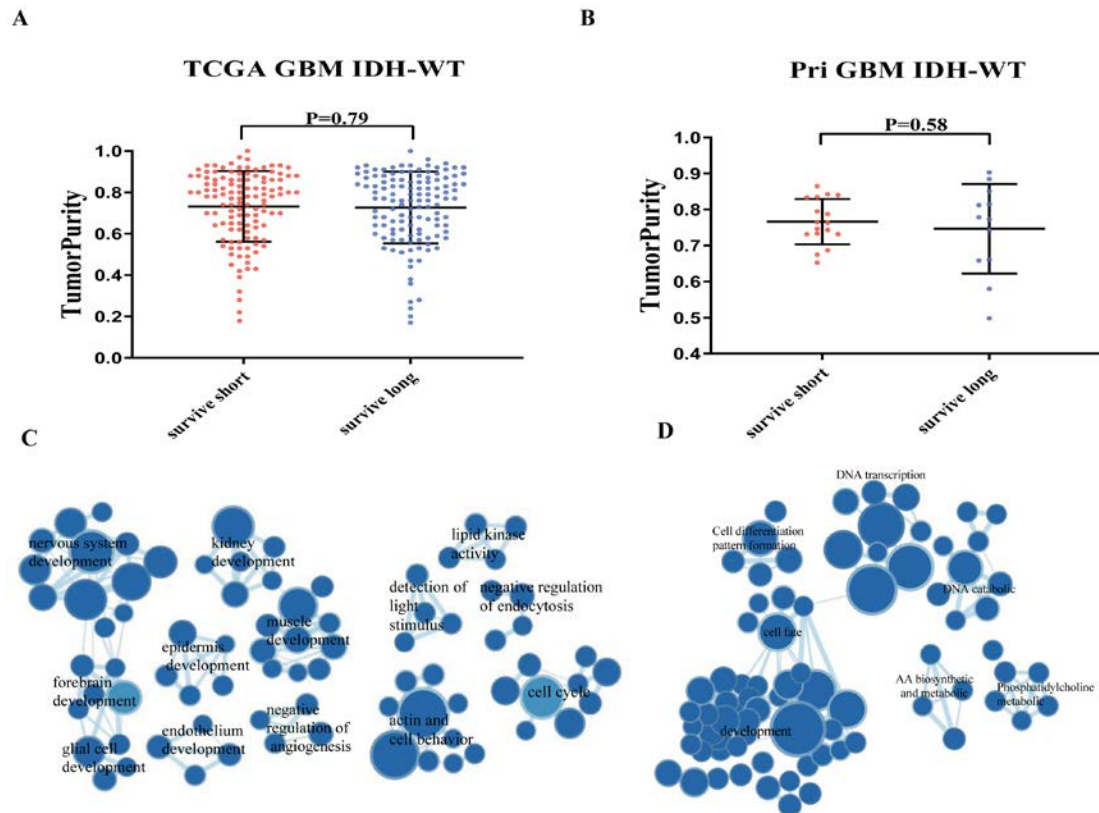 A
TCGA GBM IDH-WT
P=0.79
TumorPurity
1.0
0.8
0.6
0.4
0.2
0.0
survive short
survive long
B
Pri GBM IDH-WT
P=0.58
TumorPurity
1.0
0.9
0.8
0.7
0.6
0.5
0.4
survive short
survive long
C
nervous system
development
kidney
development
lipid kinase
activity
detection of
light
stimulus
negative regulation
of endocytosis
muscle
development
epidermis
development
forebrain
development
glial cell
development
endothelium
development
negative
regulation of
angiogenesis
cell cycle
actin and
cell behavior
D
DNA transcription
Cell differentiation
pattern formation
DNA catabolic
cell fate
AA biosynthetic
and metabolic
Phosphatidylcholine
metabolic
development